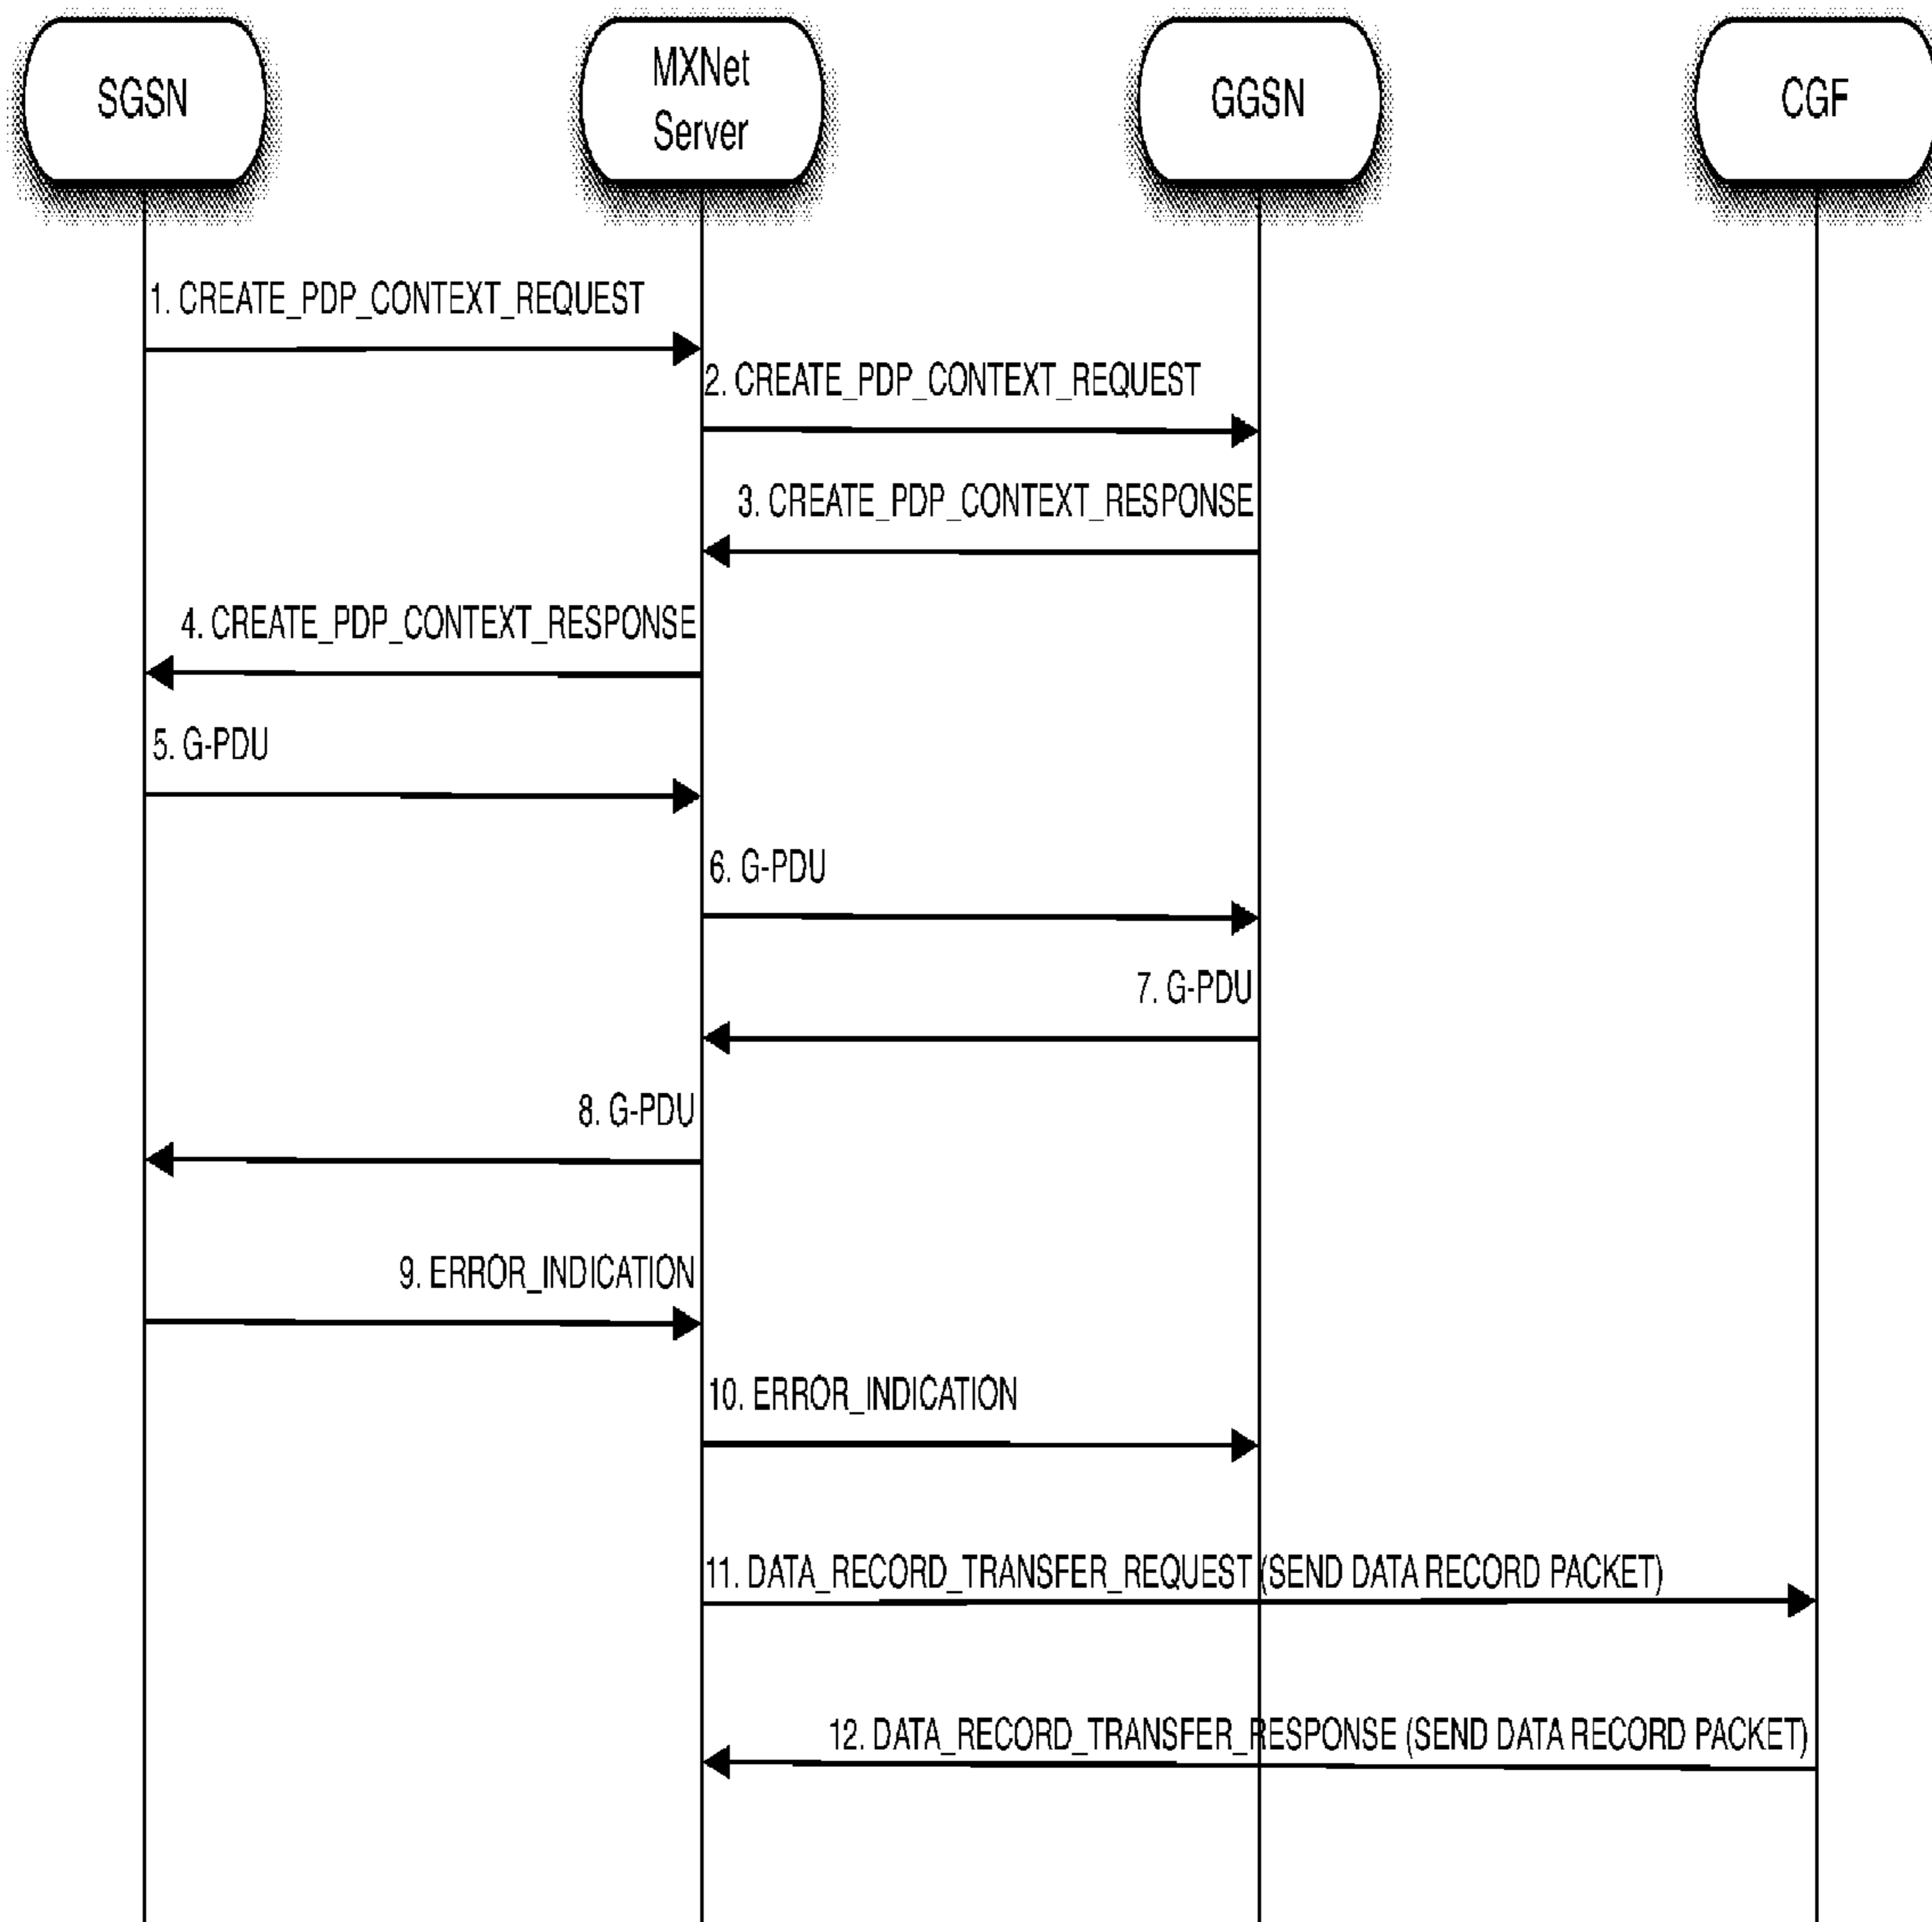 SGSN
MXNet
Server
GGSN
CGF
1. CREATE_PDP_CONTEXT_REQUEST
2. CREATE_PDP_CONTEXT_REQUEST
3. CREATE_PDP_CONTEXT_RESPONSE
4. CREATE_PDP_CONTEXT_RESPONSE
5. G-PDU
6. G-PDU
7. G-PDU
8. G-PDU
9. ERROR_INDICATION
10. ERROR_INDICATION
11. DATA_RECORD_TRANSFER_REQUEST (SEND DATA RECORD PACKET)
12. DATA_RECORD_TRANSFER_RESPONSE (SEND DATA RECORD PACKET)